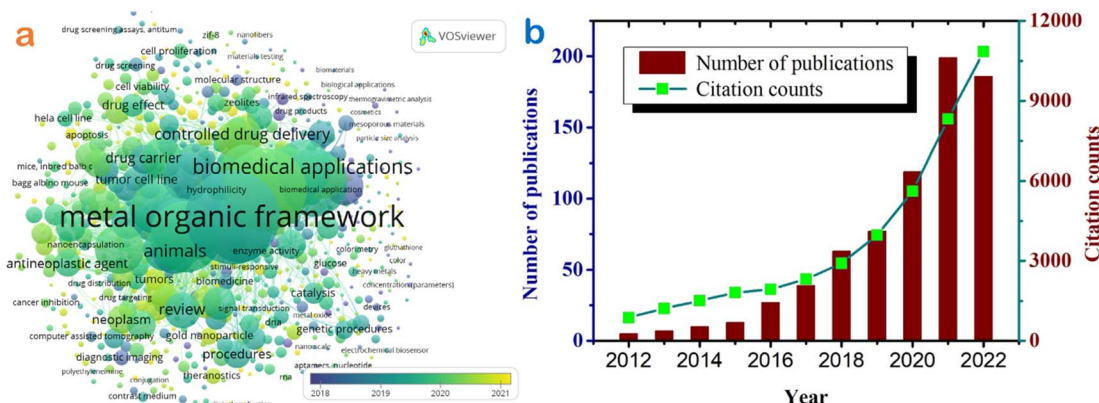 a
VOSviewer
drug screening assays, antitum
zif-8
nanofibers
cell proliferation
materials testing
drug screening
molecular structure
biomaterials
cell viability
biological applications
drug effect
zeolites
infrared spectroscopy
thermogravimetric analysis
drug products
cosmetics
hela cell line
mesoporous materials
apoptosis
controlled drug delivery
particle size analysis
drug carrier
biomedical applications
mice, inbred balb c
bagg albino mouse
tumor cell line
hydrophilicity
biomedical application
metal organic framework
nanoencapsulation
animals
enzyme activity
colorimetry
glutathione
color
antineoplastic agent
stimuli-responsive
glucose
heavy metals
drug distribution
tumors
biomedicine
concentration (parameters)
cancer inhibition
drug targeting
catalysis
devices
review
signal transduction
metal oxide
neoplasm
dna
genetic procedures
computer assisted tomography
gold nanoparticle
nanoscale
electrochemical biosensor
diagnostic imaging
procedures
aptamers, nucleotide
polyethyleneimine
conjugation
theranostics
rna
contrast medium
2018
2019
2020
2021
b
Number of publications
Citation counts
Number of publications
200
150
100
50
0
Citation counts
12000
9000
6000
3000
0
2012
2014
2016
2018
2020
2022
Year